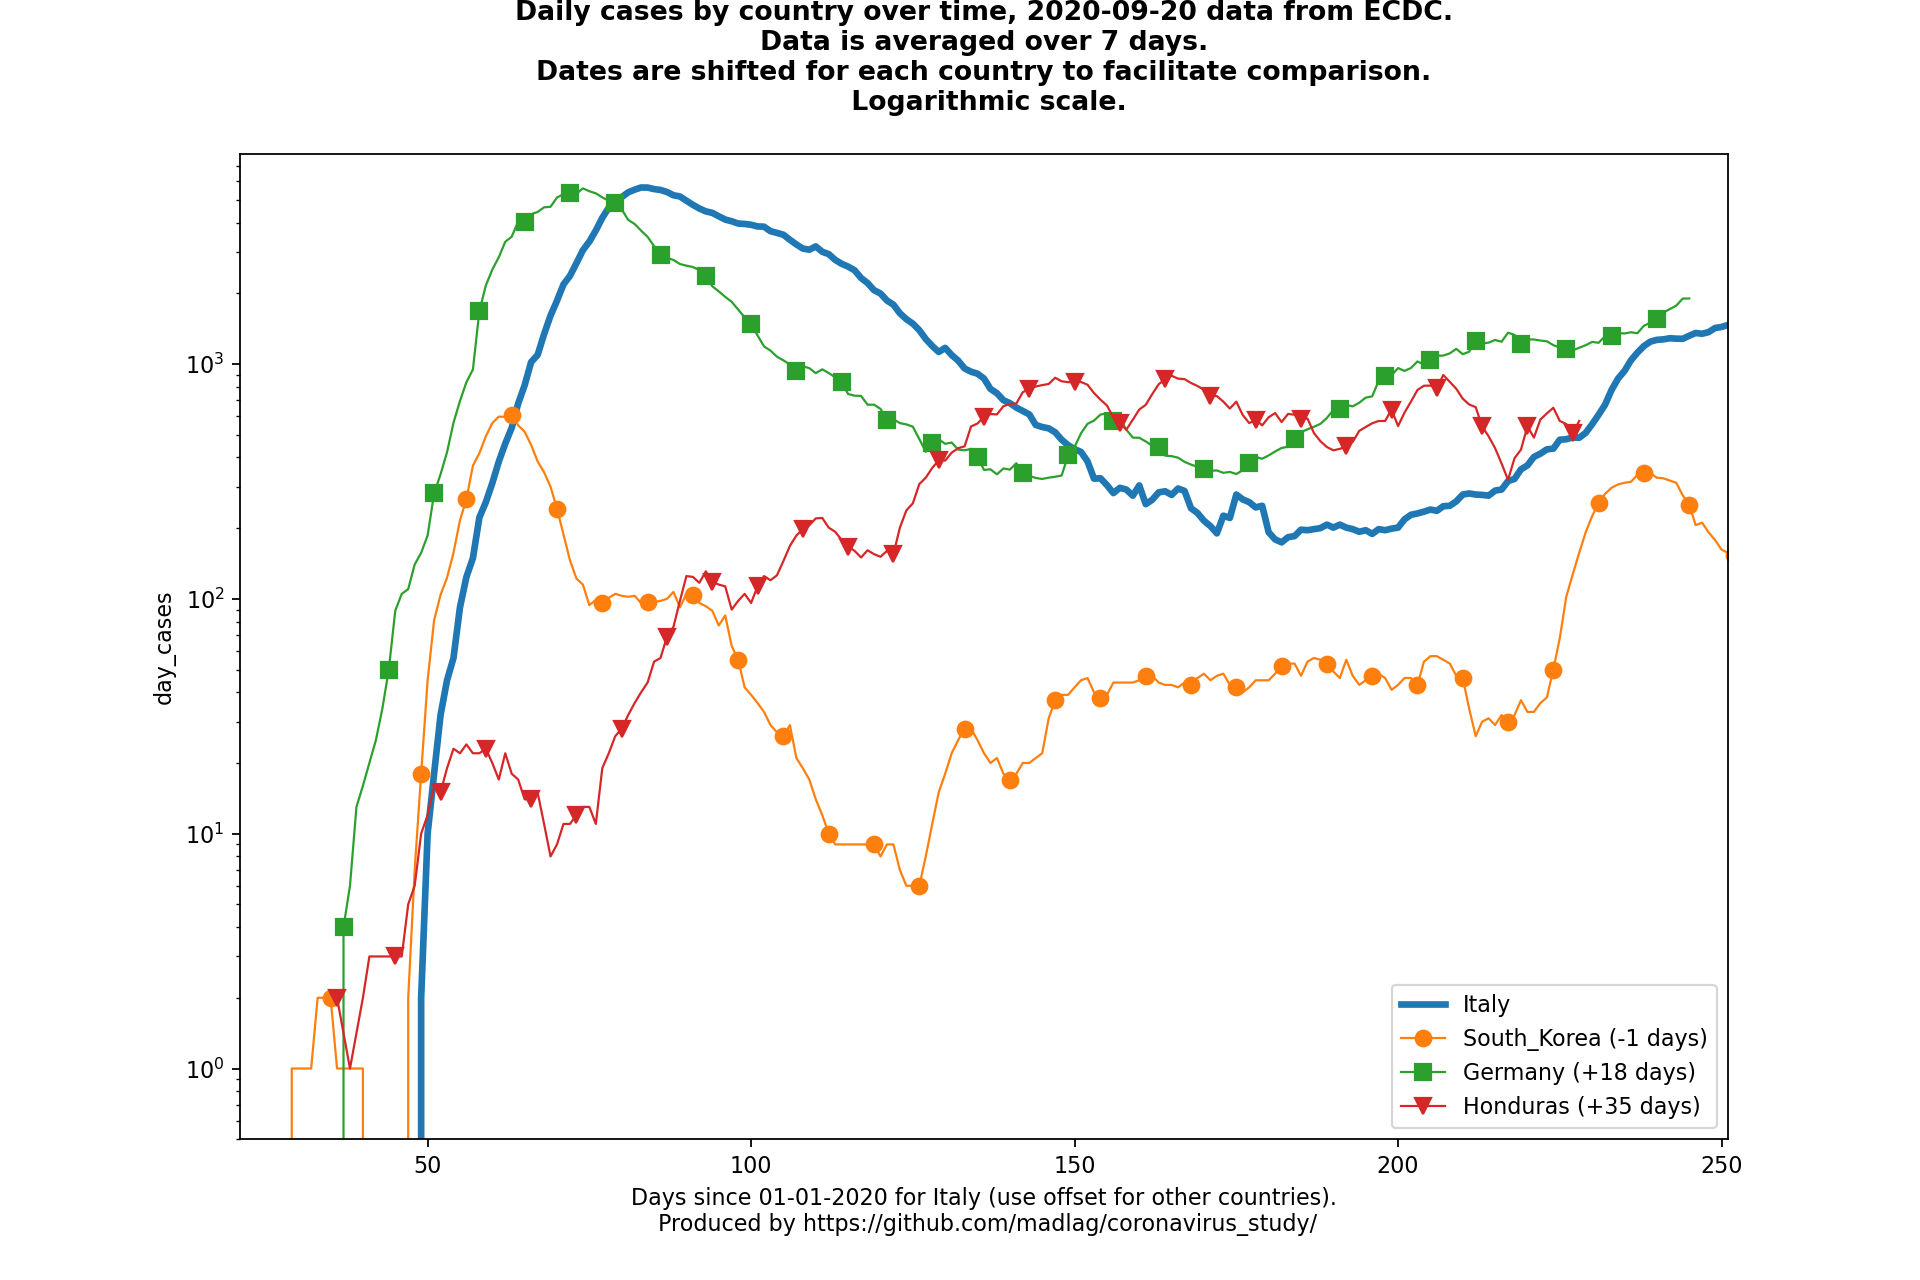 Daily cases by country over time, 2020-09-20 data from ECDC.
Data is averaged over 7 days.
Dates are shifted for each country to facilitate comparison.
Logarithmic scale.
10³
10²
10¹
10⁰
day_cases
Italy
South_Korea (-1 days)
Germany (+18 days)
Honduras (+35 days)
50
100
150
200
250
Days since 01-01-2020 for Italy (use offset for other countries).
Produced by https://github.com/madlag/coronavirus_study/